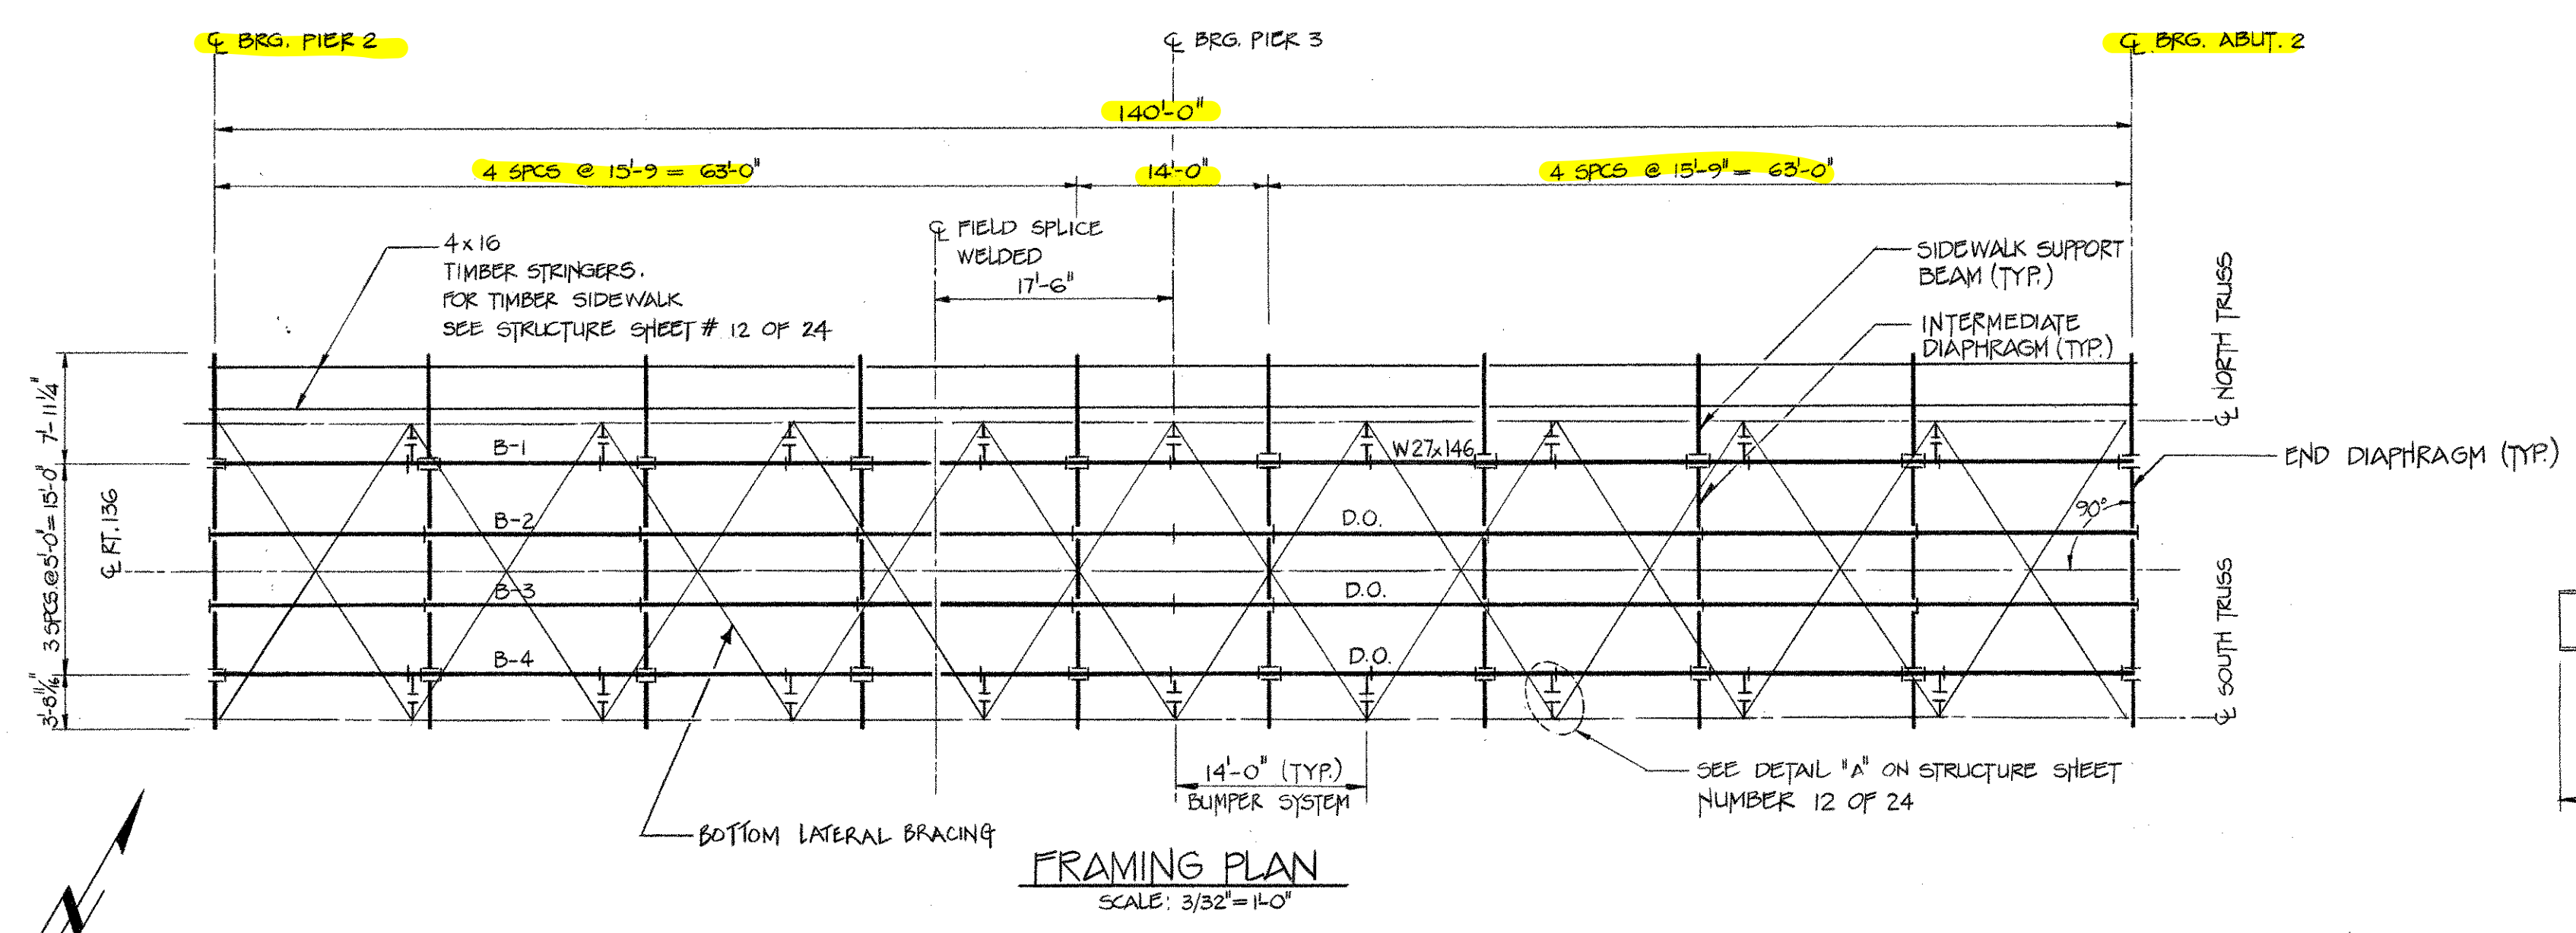 ℄ BRG. PIER 2
℄ BRG. PIER 3
℄ BRG. ABUT. 2
140'-0"
4 SPCS @ 15'-9 = 63'-0"
14'-0"
4 SPCS @ 15'-9" = 63'-0"
℄ FIELD SPLICE
WELDED
17'-6"
4x16
TIMBER STRINGERS.
FOR TIMBER SIDEWALK
SEE STRUCTURE SHEET # 12 OF 24
SIDEWALK SUPPORT
BEAM (TYP.)
INTERMEDIATE
DIAPHRAGM (TYP.)
℄ NORTH TRUSS
7'-11 1/4"
3 SPCS @ 5'-0" = 15'-0"
3'-8 11/16"
℄ RT. 136
B-1
W27x146
B-2
D.O.
B-3
D.O.
B-4
D.O.
END DIAPHRAGM (TYP.)
90°
℄ SOUTH TRUSS
14'-0" (TYP.)
BUMPER SYSTEM
SEE DETAIL "A" ON STRUCTURE SHEET
NUMBER 12 OF 24
BOTTOM LATERAL BRACING
FRAMING PLAN
SCALE: 3/32" = 1'-0"
N